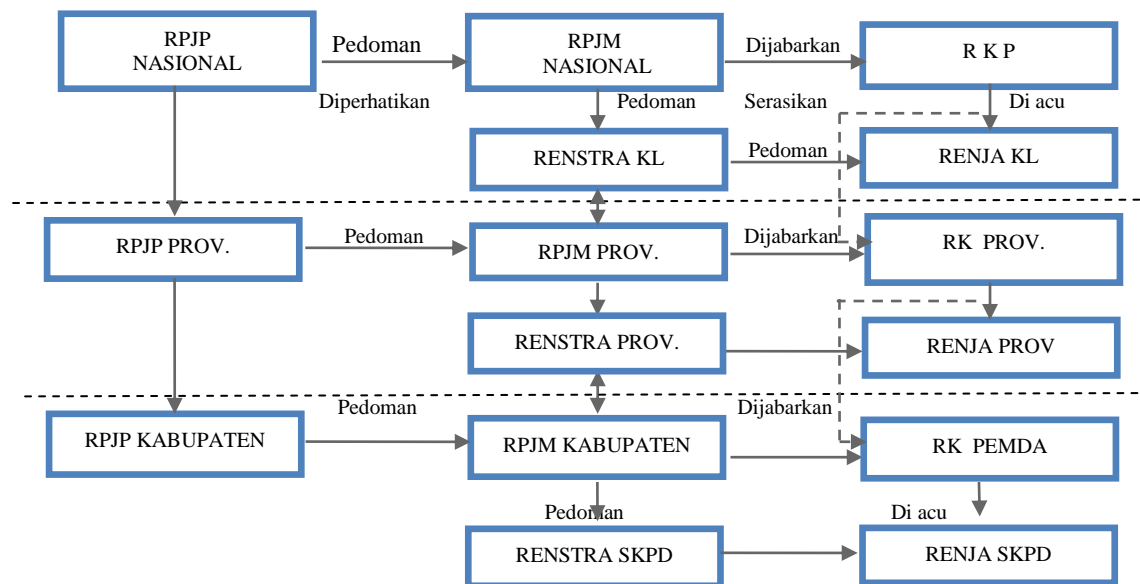 RPJP
NASIONAL
Pedoman
RPJM
NASIONAL
Dijabarkan
R K P
Diperhatikan
Pedoman
Serasikan
Di acu
RENSTRA KL
Pedoman
RENJA KL
RPJP PROV.
Pedoman
RPJM PROV.
Dijabarkan
RK PROV.
RENSTRA PROV.
RENJA PROV
Pedoman
Dijabarkan
RPJP KABUPATEN
RPJM KABUPATEN
RK PEMDA
Pedoman
Di acu
RENSTRA SKPD
RENJA SKPD